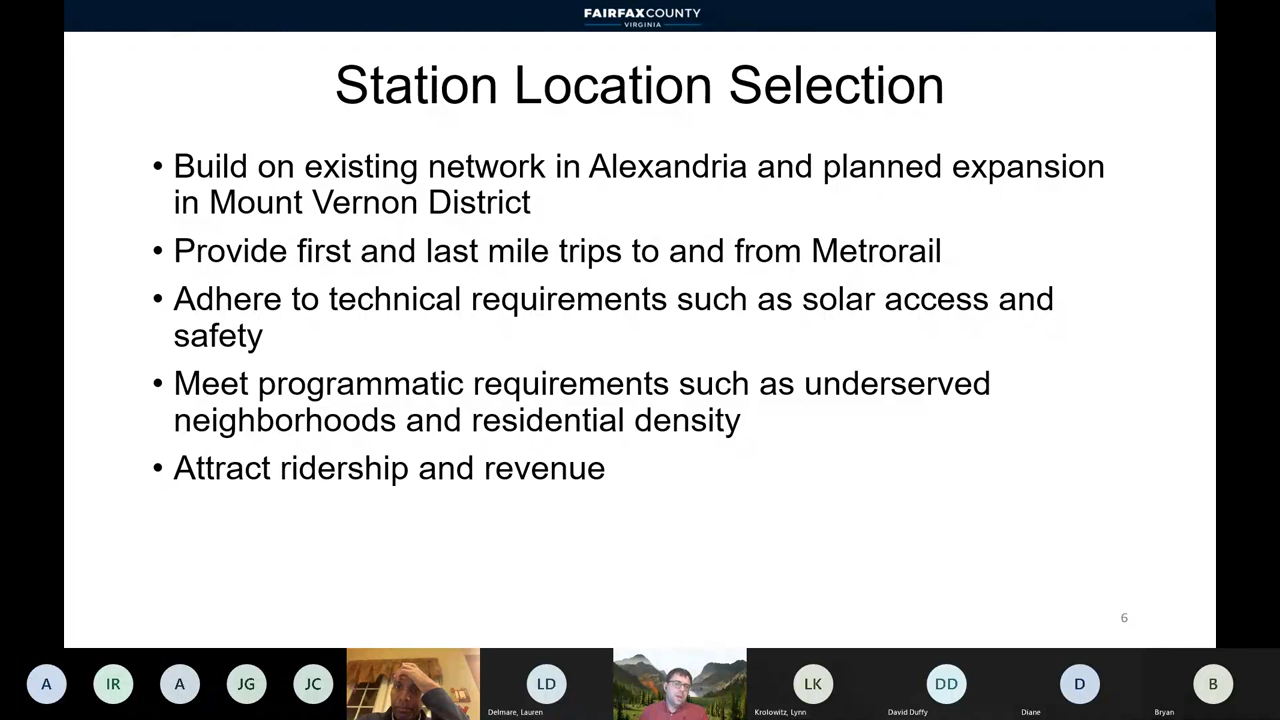 FAIRFAXCOUNTY
VIRGINIA
Station Location Selection
• Build on existing network in Alexandria and planned expansion
in Mount Vernon District
• Provide first and last mile trips to and from Metrorail
• Adhere to technical requirements such as solar access and
safety
• Meet programmatic requirements such as underserved
neighborhoods and residential density
• Attract ridership and revenue
6
A IR A JG JC LD LK DD D B
Delmare, Lauren Krolowitz, Lynn David Duffy Diane Bryan